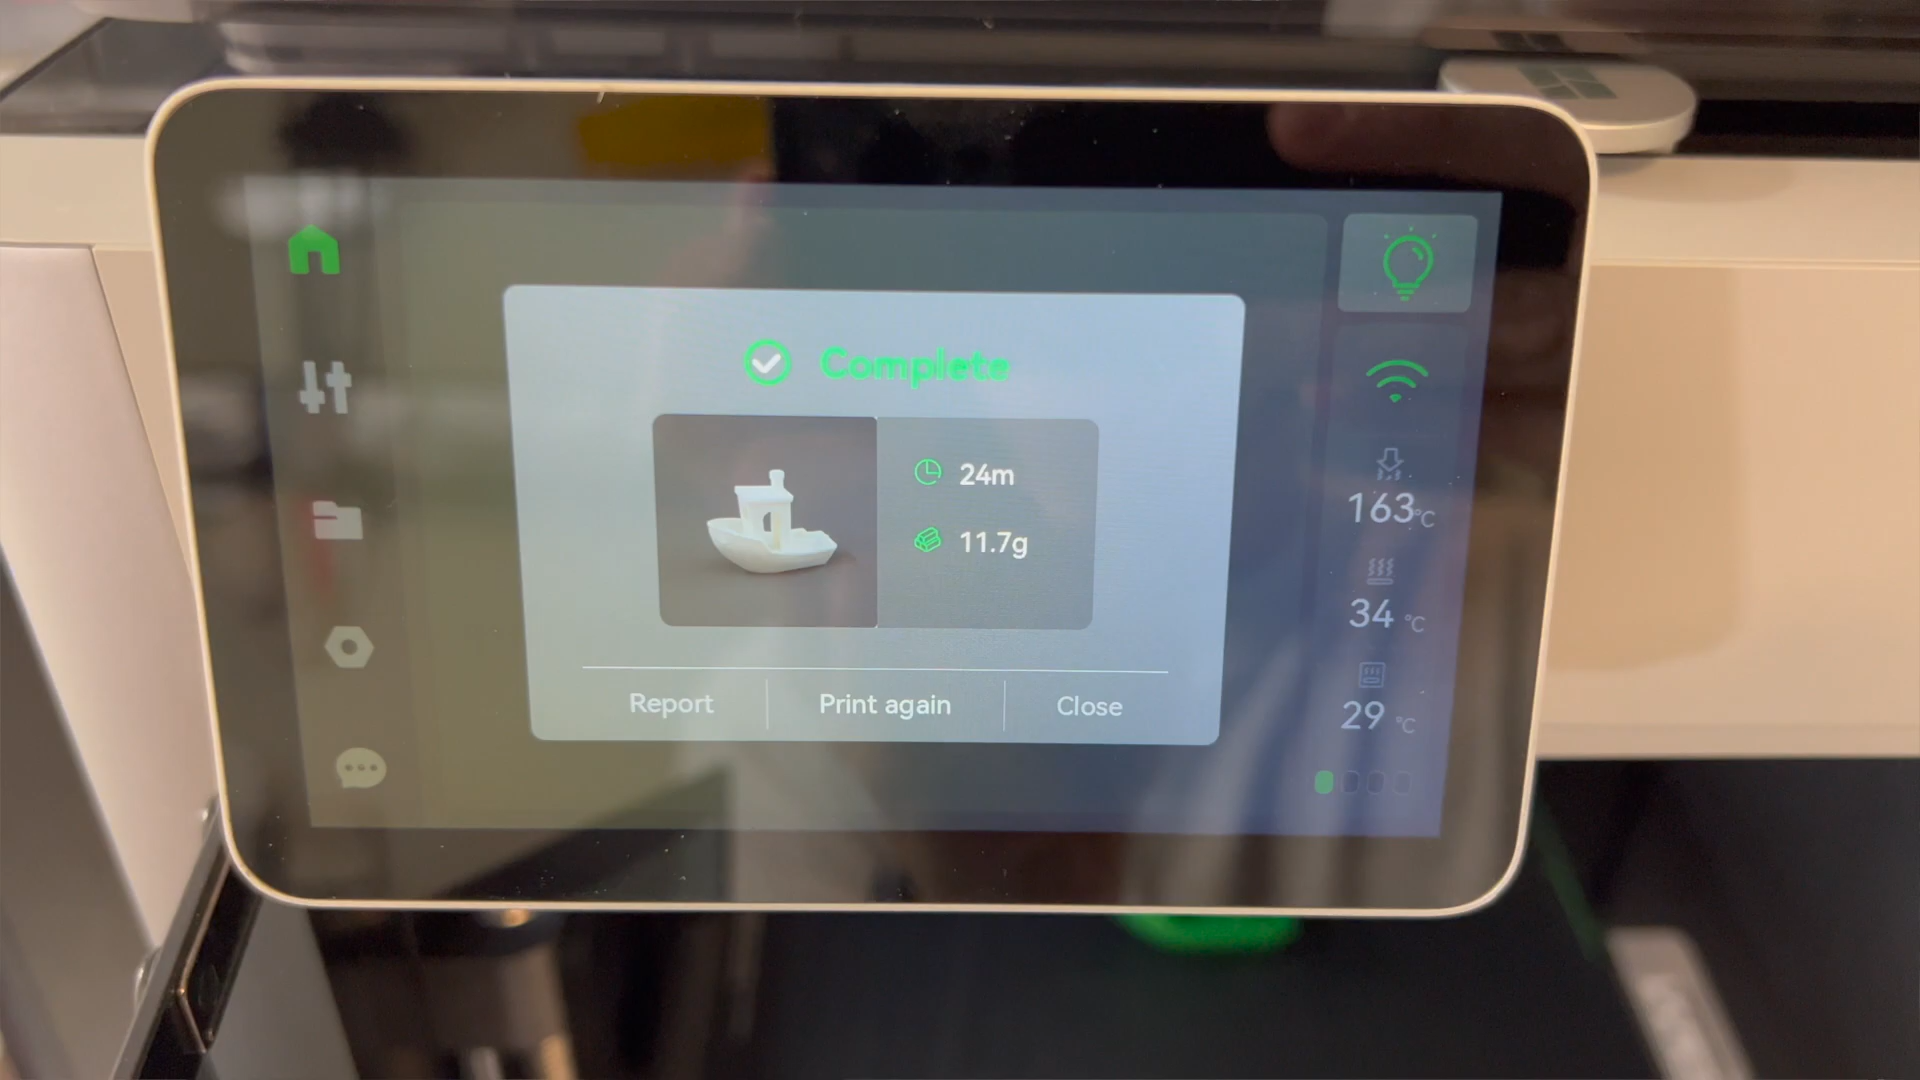 Complete
24m
11.7g
Report
Print again
Close
163°C
34 °C
29 °C